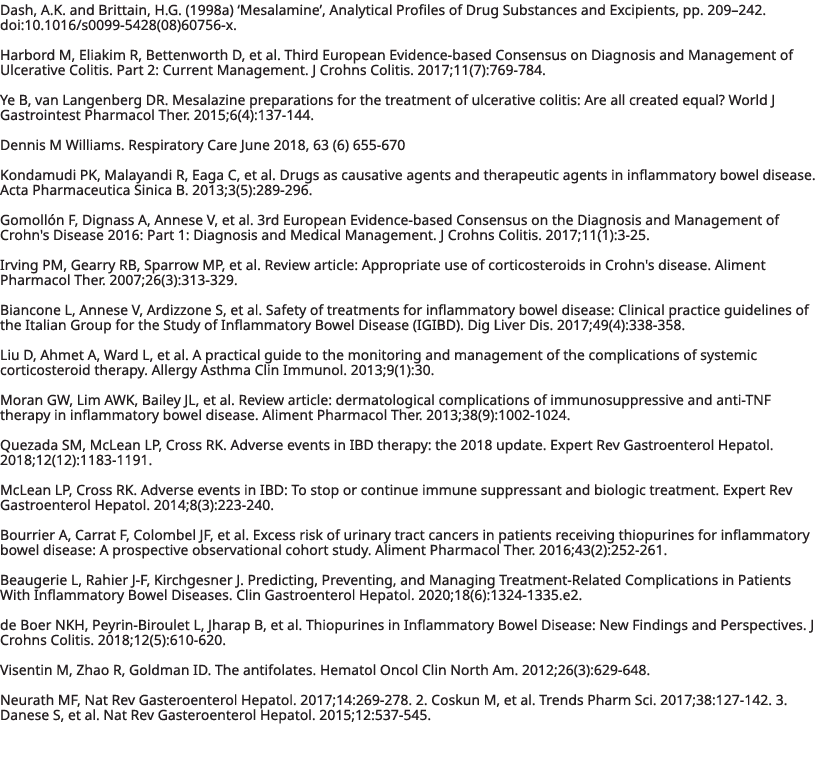 Dash, A.K. and Brittain, H.G. (1998a) ‘Mesalamine’, Analytical Profiles of Drug Substances and Excipients, pp. 209–242.
doi:10.1016/s0099-5428(08)60756-x.
Harbord M, Eliakim R, Bettenworth D, et al. Third European Evidence-based Consensus on Diagnosis and Management of
Ulcerative Colitis. Part 2: Current Management. J Crohns Colitis. 2017;11(7):769-784.
Ye B, van Langenberg DR. Mesalazine preparations for the treatment of ulcerative colitis: Are all created equal? World J
Gastrointest Pharmacol Ther. 2015;6(4):137-144.
Dennis M Williams. Respiratory Care June 2018, 63 (6) 655-670
Kondamudi PK, Malayandi R, Eaga C, et al. Drugs as causative agents and therapeutic agents in inflammatory bowel disease.
Acta Pharmaceutica Sinica B. 2013;3(5):289-296.
Gomollón F, Dignass A, Annese V, et al. 3rd European Evidence-based Consensus on the Diagnosis and Management of
Crohn's Disease 2016: Part 1: Diagnosis and Medical Management. J Crohns Colitis. 2017;11(1):3-25.
Irving PM, Gearry RB, Sparrow MP, et al. Review article: Appropriate use of corticosteroids in Crohn's disease. Aliment
Pharmacol Ther. 2007;26(3):313-329.
Biancone L, Annese V, Ardizzone S, et al. Safety of treatments for inflammatory bowel disease: Clinical practice guidelines of
the Italian Group for the Study of Inflammatory Bowel Disease (IGIBD). Dig Liver Dis. 2017;49(4):338-358.
Liu D, Ahmet A, Ward L, et al. A practical guide to the monitoring and management of the complications of systemic
corticosteroid therapy. Allergy Asthma Clin Immunol. 2013;9(1):30.
Moran GW, Lim AWK, Bailey JL, et al. Review article: dermatological complications of immunosuppressive and anti-TNF
therapy in inflammatory bowel disease. Aliment Pharmacol Ther. 2013;38(9):1002-1024.
Quezada SM, McLean LP, Cross RK. Adverse events in IBD therapy: the 2018 update. Expert Rev Gastroenterol Hepatol.
2018;12(12):1183-1191.
McLean LP, Cross RK. Adverse events in IBD: To stop or continue immune suppressant and biologic treatment. Expert Rev
Gastroenterol Hepatol. 2014;8(3):223-240.
Bourrier A, Carrat F, Colombel JF, et al. Excess risk of urinary tract cancers in patients receiving thiopurines for inflammatory
bowel disease: A prospective observational cohort study. Aliment Pharmacol Ther. 2016;43(2):252-261.
Beaugerie L, Rahier J-F, Kirchgesner J. Predicting, Preventing, and Managing Treatment-Related Complications in Patients
With Inflammatory Bowel Diseases. Clin Gastroenterol Hepatol. 2020;18(6):1324-1335.e2.
de Boer NKH, Peyrin-Biroulet L, Jharap B, et al. Thiopurines in Inflammatory Bowel Disease: New Findings and Perspectives. J
Crohns Colitis. 2018;12(5):610-620.
Visentin M, Zhao R, Goldman ID. The antifolates. Hematol Oncol Clin North Am. 2012;26(3):629-648.
Neurath MF, Nat Rev Gasteroenterol Hepatol. 2017;14:269-278. 2. Coskun M, et al. Trends Pharm Sci. 2017;38:127-142. 3.
Danese S, et al. Nat Rev Gasteroenterol Hepatol. 2015;12:537-545.